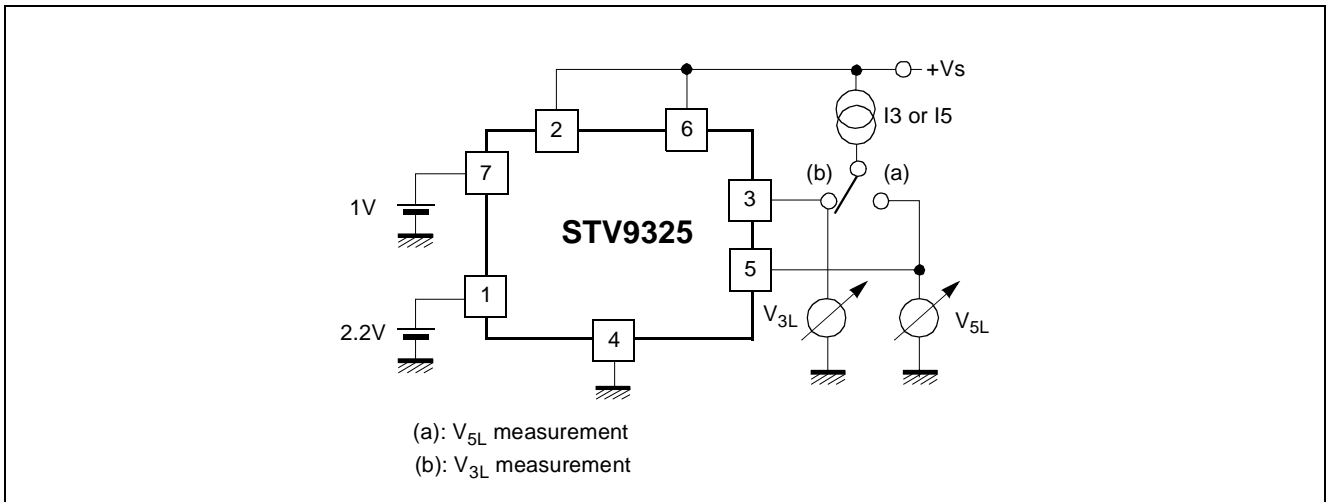 +Vs
I3 or I5
2
6
7
(b)
(a)
1V
3
STV9325
5
1
V3L
V5L
2.2V
4
(a): V5L measurement
(b): V3L measurement